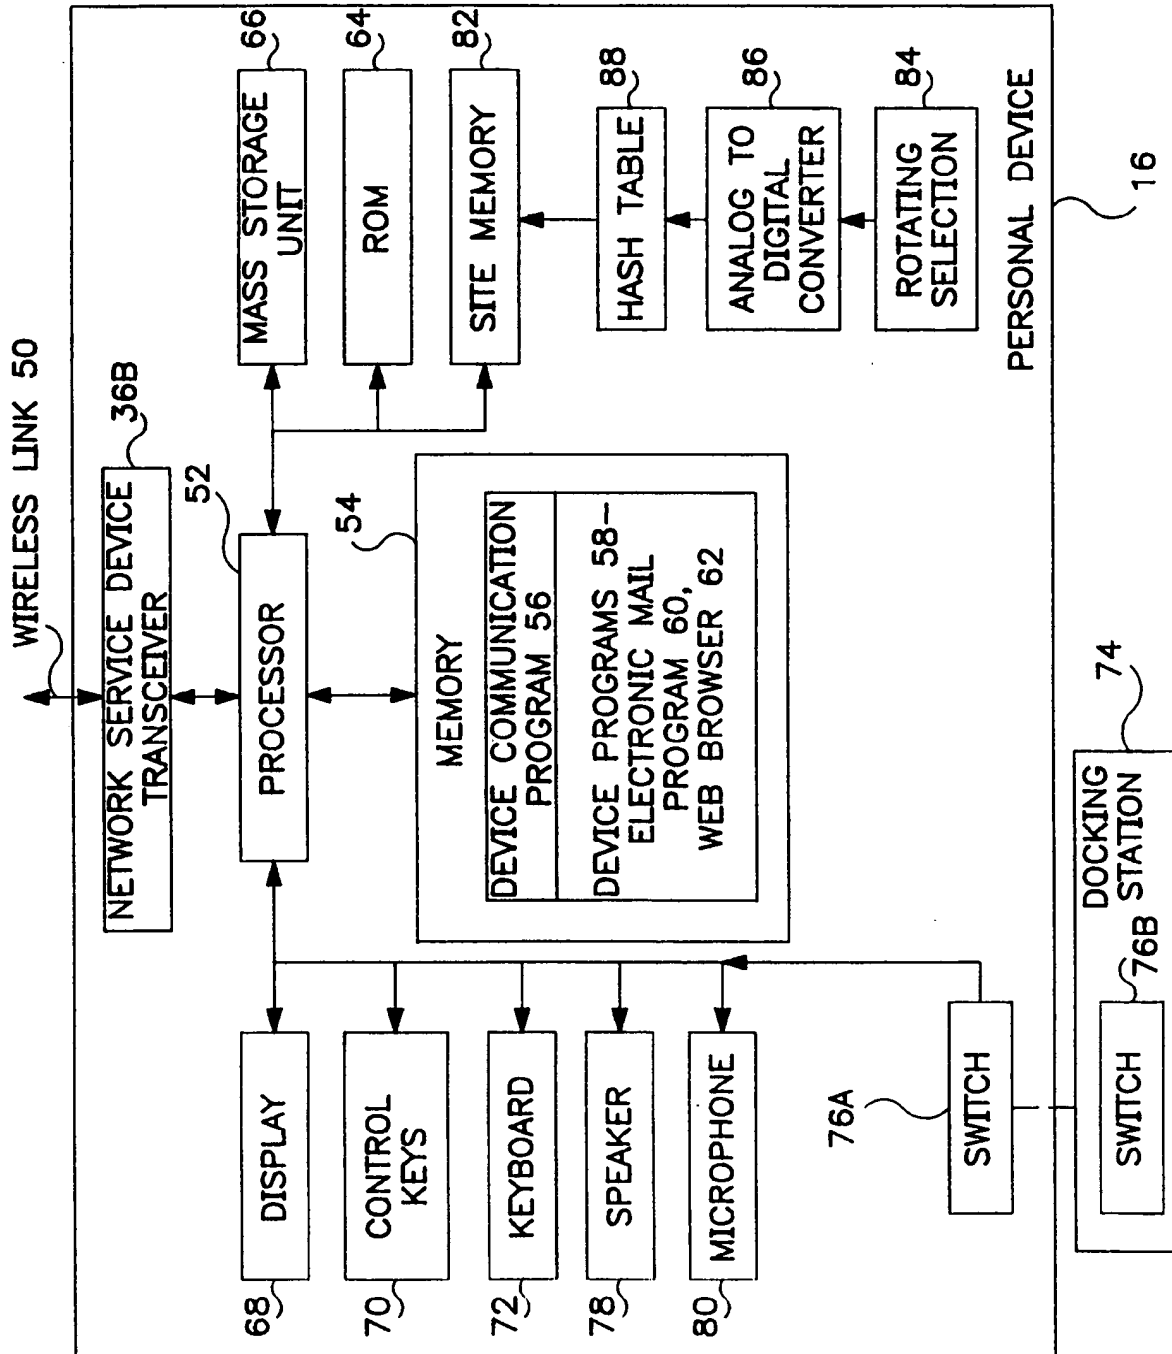 WIRELESS LINK 50
NETWORK SERVICE DEVICE
TRANSCEIVER
36B
PROCESSOR
52
MEMORY
54
DEVICE COMMUNICATION
PROGRAM 56
DEVICE PROGRAMS 58-
ELECTRONIC MAIL
PROGRAM 60,
WEB BROWSER 62
DISPLAY
68
CONTROL
KEYS
70
KEYBOARD
72
SPEAKER
78
MICROPHONE
80
SWITCH
76A
MASS STORAGE
UNIT
66
ROM
64
SITE MEMORY
82
HASH TABLE
88
ANALOG TO
DIGITAL
CONVERTER
86
ROTATING
SELECTION
84
PERSONAL DEVICE
16
DOCKING
STATION
74
SWITCH
76B